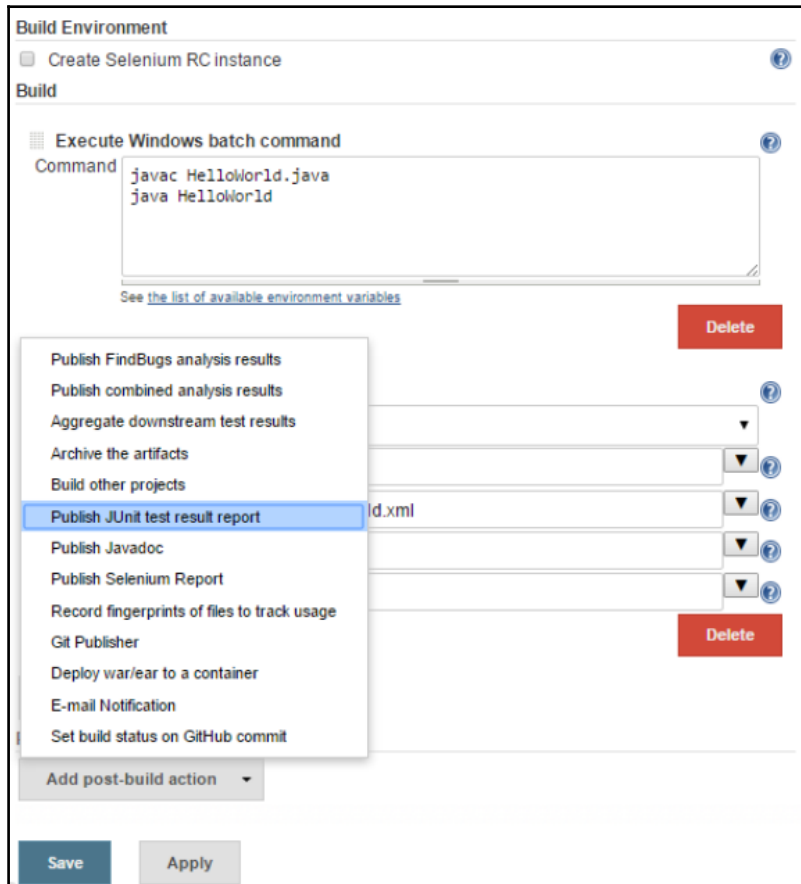 Build Environment
Create Selenium RC instance
Build
Execute Windows batch command
Command
javac HelloWorld.java
java HelloWorld
See the list of available environment variables
Delete
Publish FindBugs analysis results
Publish combined analysis results
Aggregate downstream test results
Archive the artifacts
Build other projects
Publish JUnit test result report
ld.xml
Publish Javadoc
Publish Selenium Report
Record fingerprints of files to track usage
Git Publisher
Delete
Deploy war/ear to a container
E-mail Notification
Set build status on GitHub commit
Add post-build action
Save
Apply